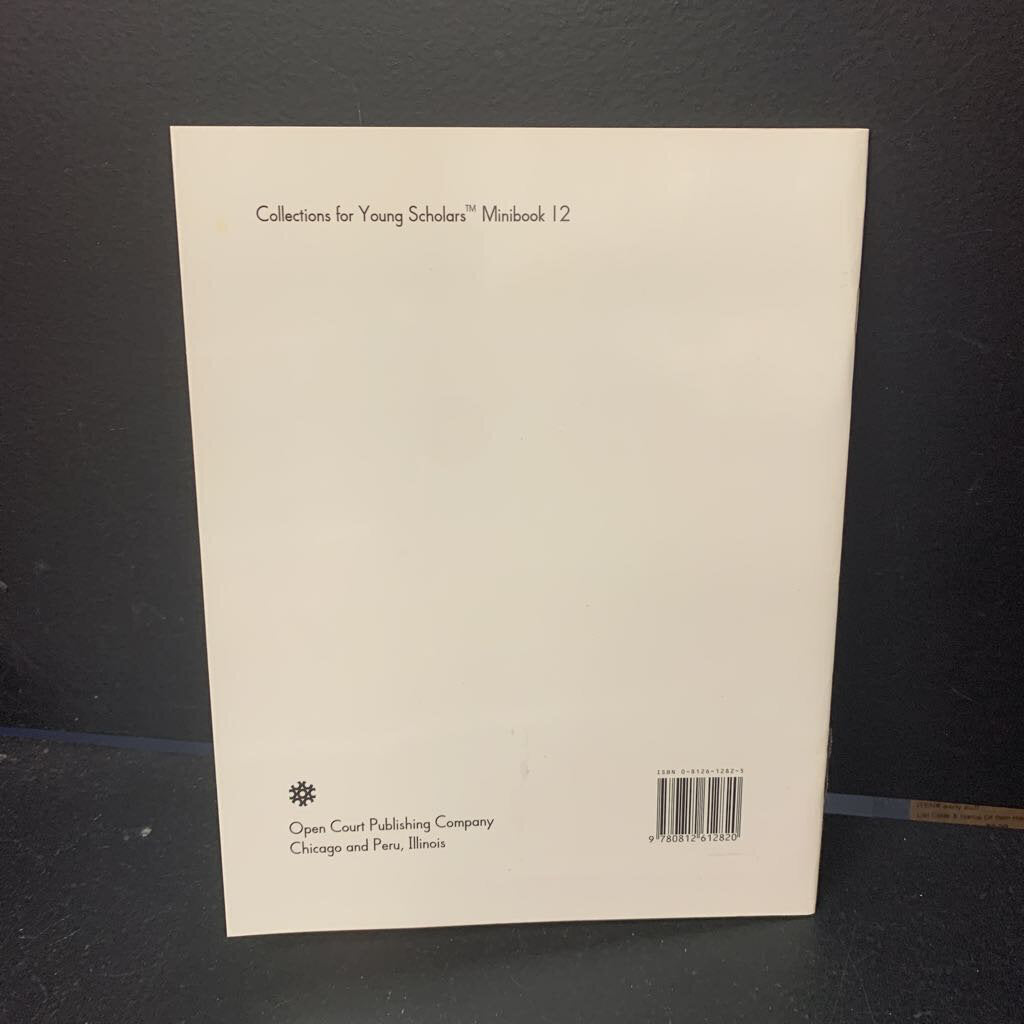 Collections for Young Scholars™ Minibook 12
Open Court Publishing Company
Chicago and Peru, Illinois
ISBN 0-8126-1282-5
9 780812 612820